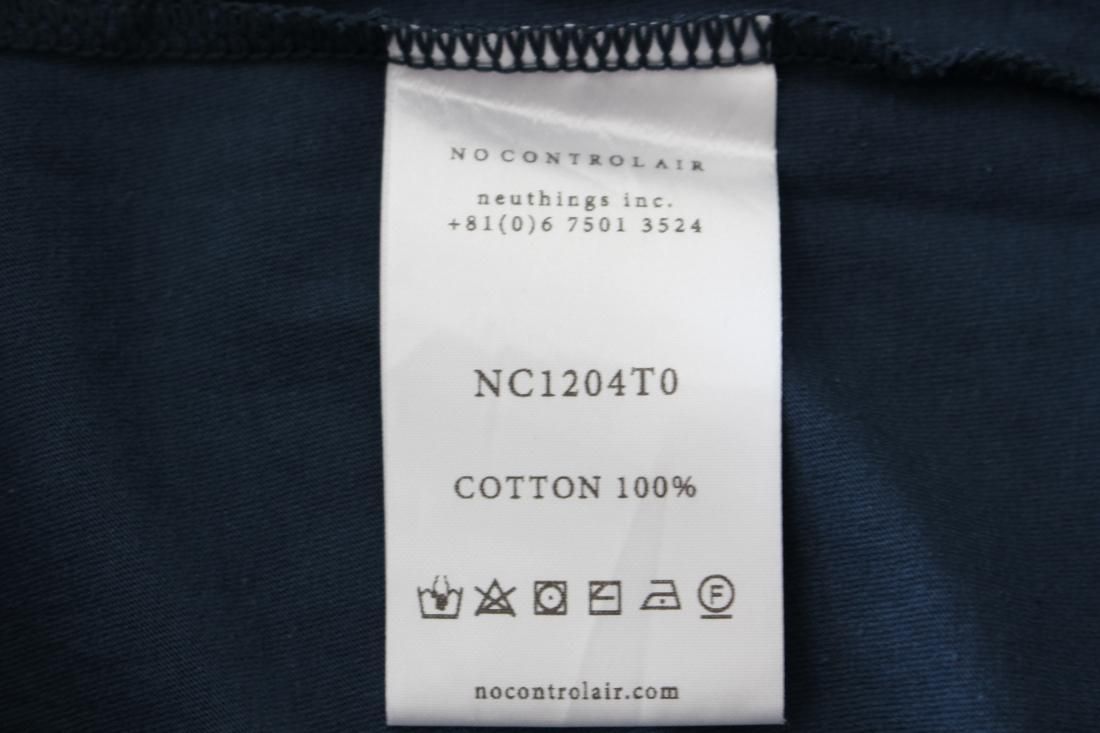 NO CONTROL AIR
neuthings inc.
+81(0)6 7501 3524
NC1204T0
COTTON 100%
F
nocontrolair.com